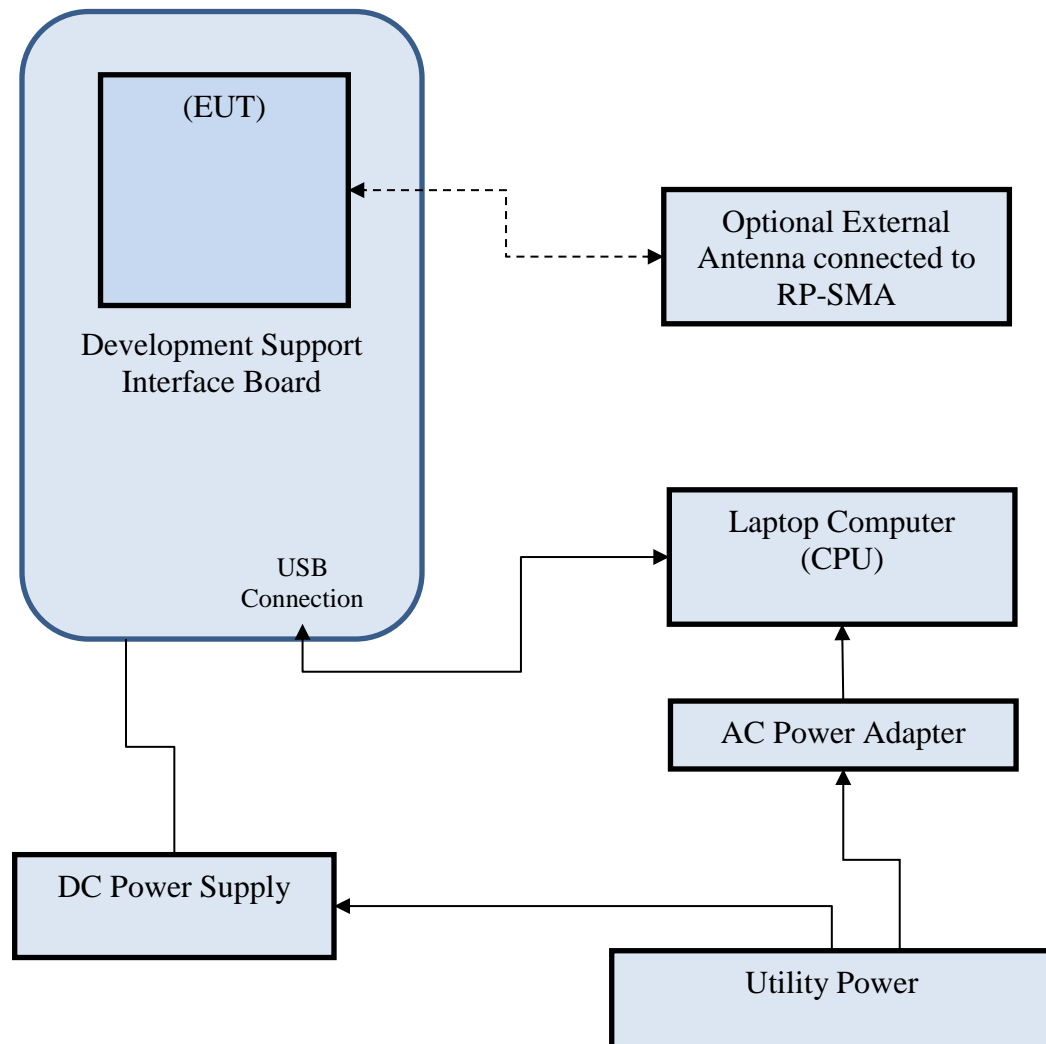 (EUT)
Optional External
Antenna connected to
RP-SMA
Development Support
Interface Board
Laptop Computer
(CPU)
USB
Connection
AC Power Adapter
DC Power Supply
Utility Power